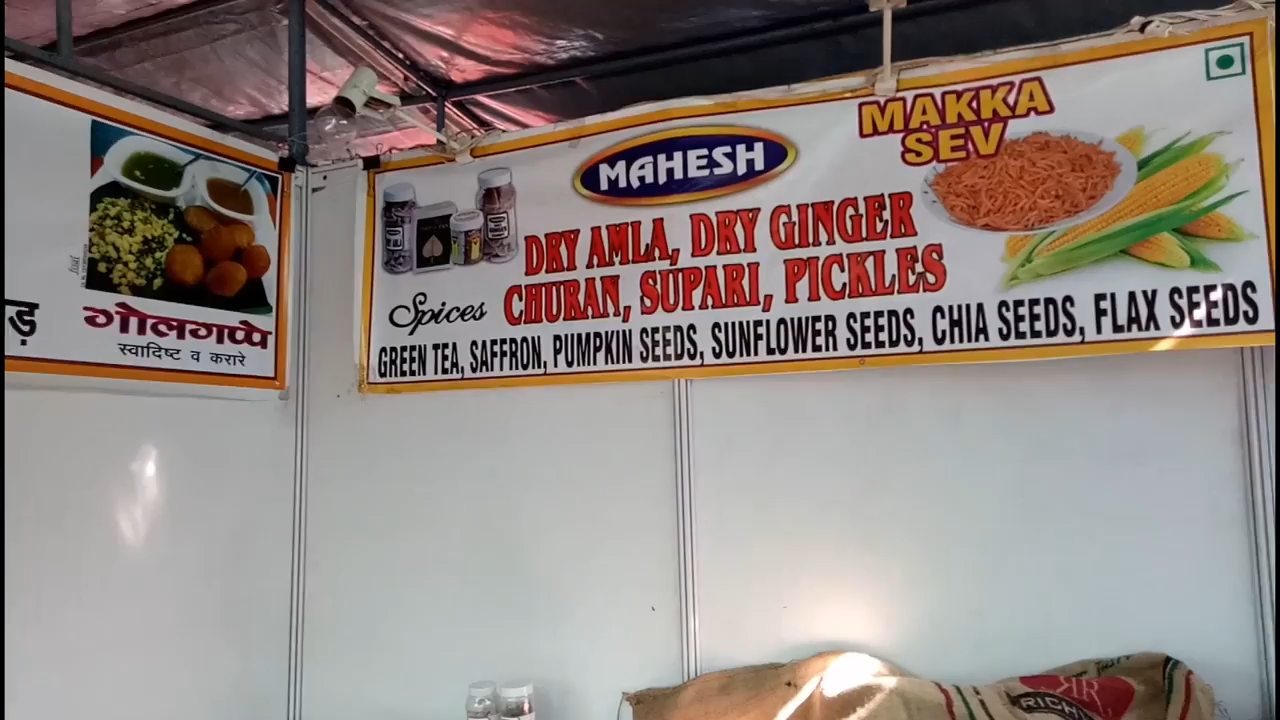 ड़
गोलगप्पे
स्वादिष्ट व करारे
MAHESH
MAKKA
SEV
DRY AMLA, DRY GINGER
CHURAN, SUPARI, PICKLES
Spices
GREEN TEA, SAFFRON, PUMPKIN SEEDS, SUNFLOWER SEEDS, CHIA SEEDS, FLAX SEEDS